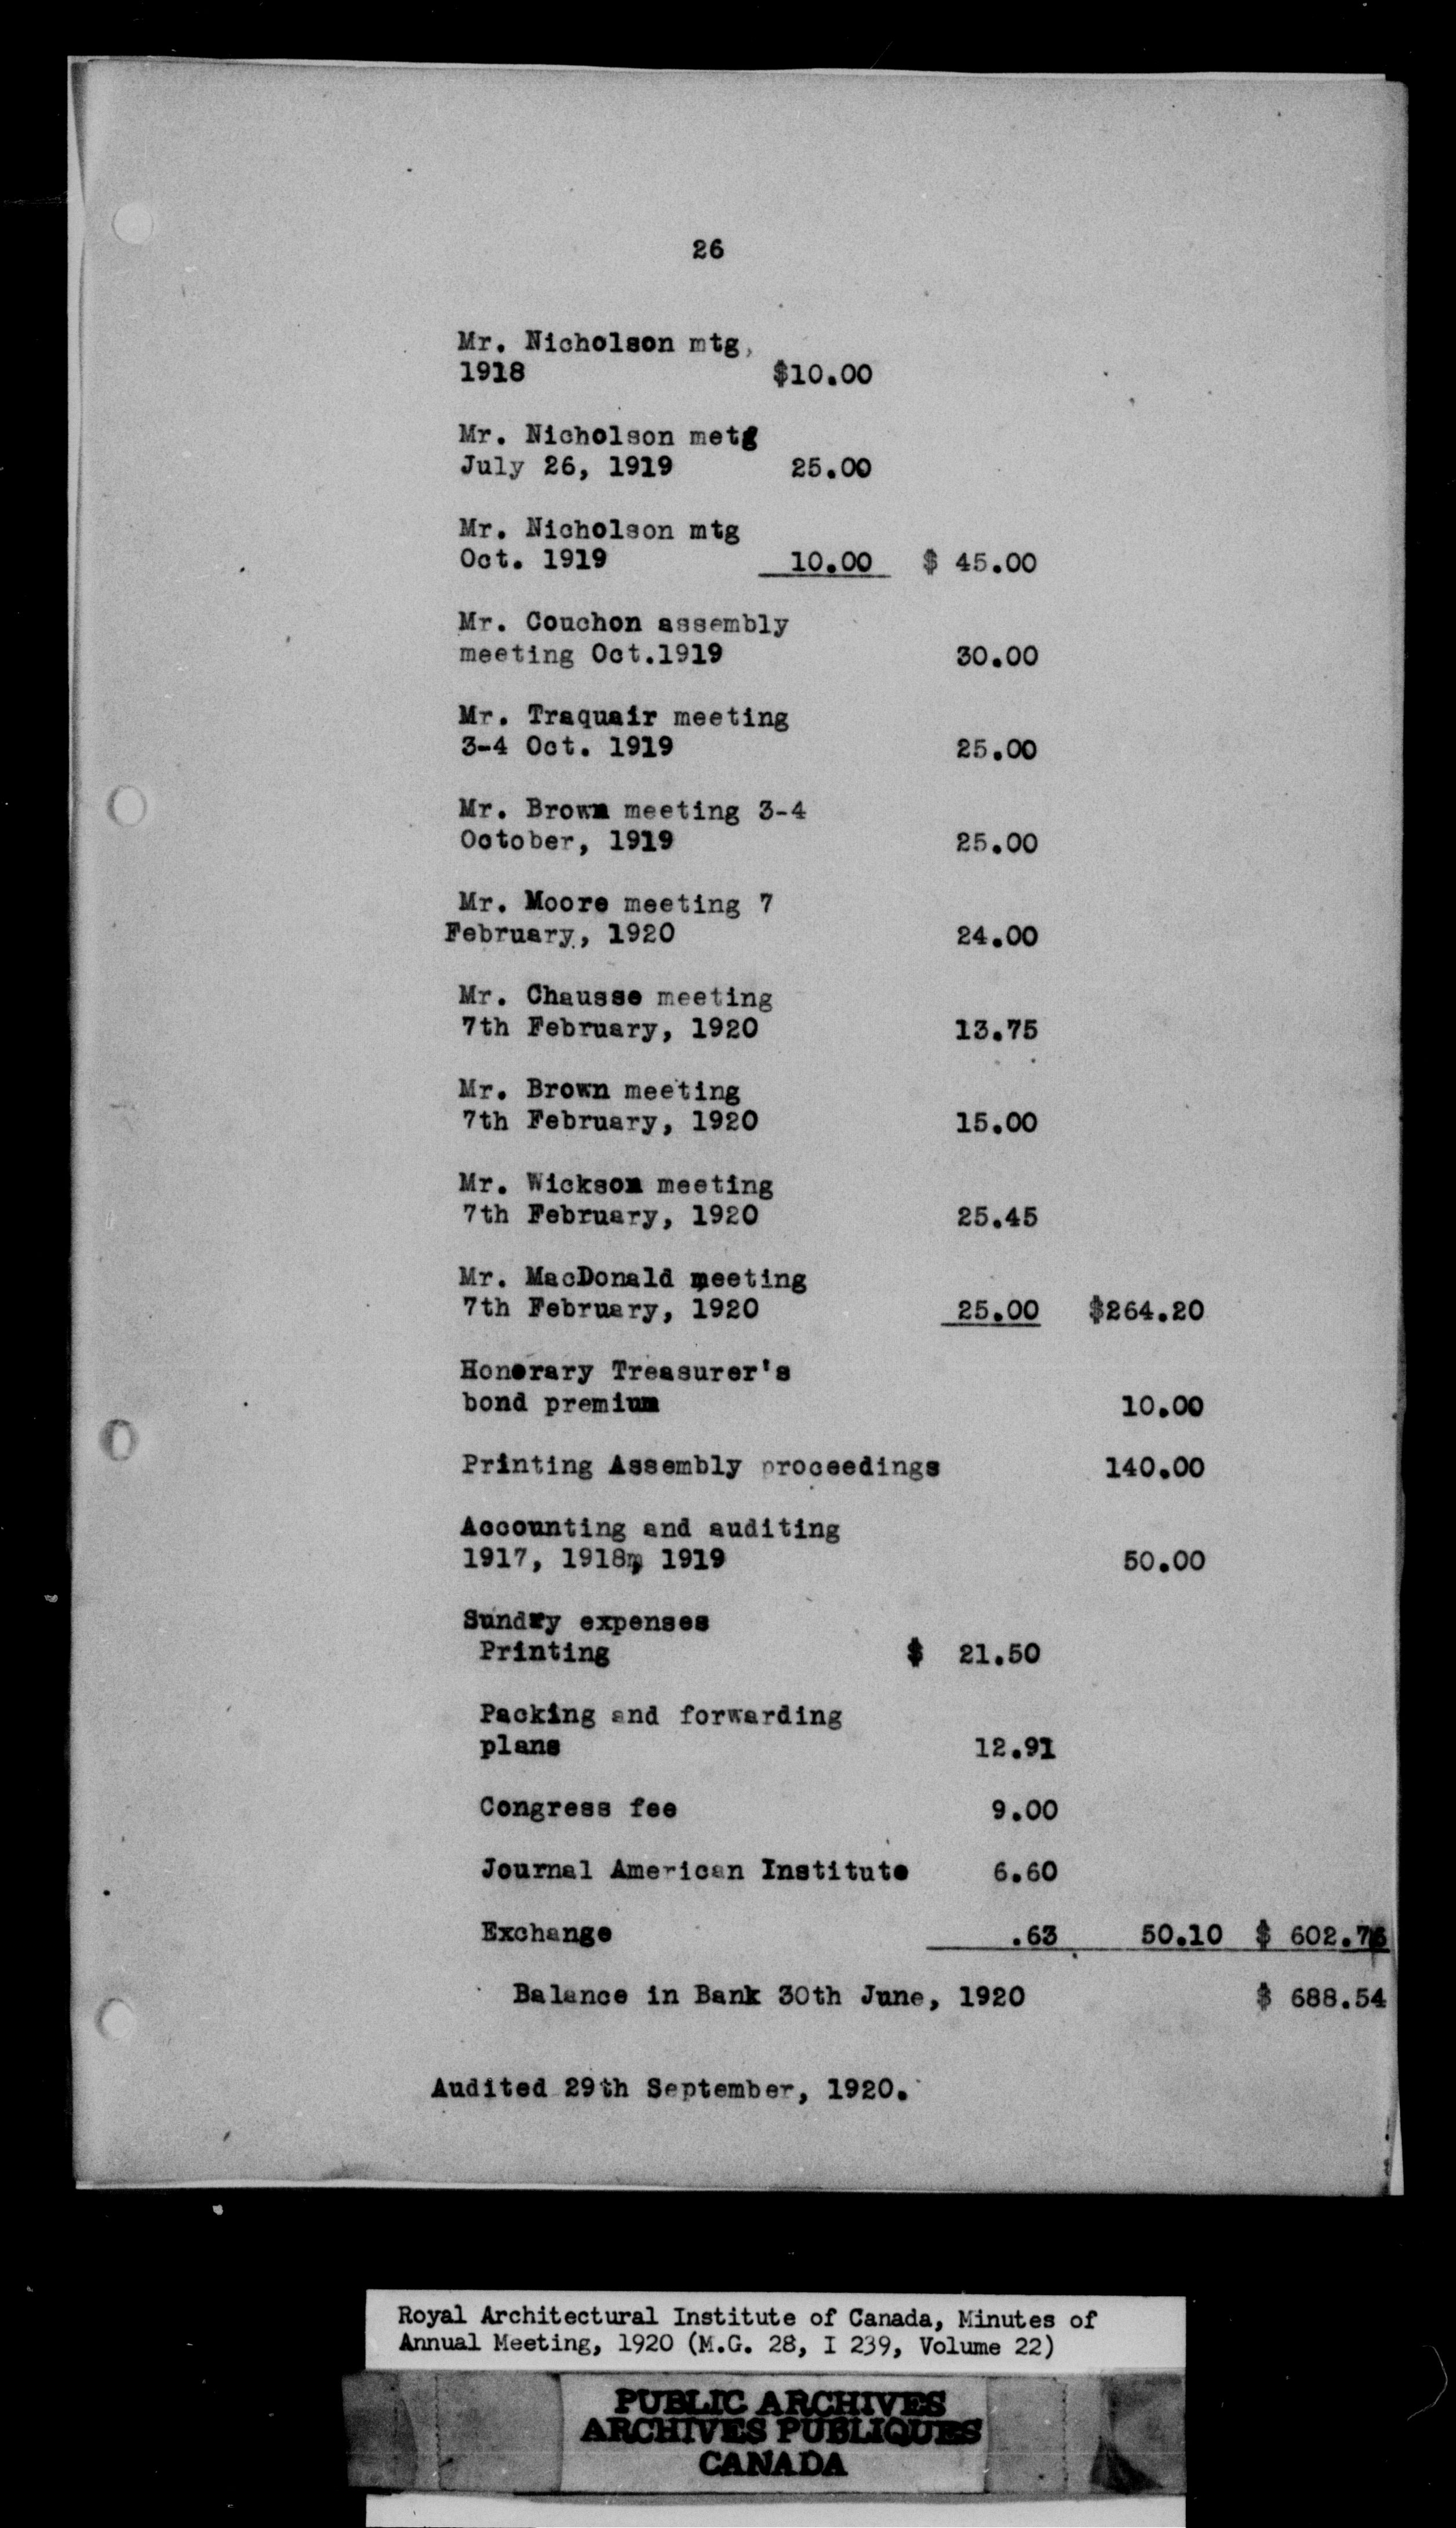 26
Mr. Nicholson mtg,
1918 $10.00
Mr. Nicholson metg
July 26, 1919 25.00
Mr. Nicholson mtg
Oct. 1919 10.00 $ 45.00
Mr. Couchon assembly
meeting Oct.1919 30.00
Mr. Traquair meeting
3-4 Oct. 1919 25.00
Mr. Brown meeting 3-4
October, 1919 25.00
Mr. Moore meeting 7
February, 1920 24.00
Mr. Chausse meeting
7th February, 1920 13.75
Mr. Brown meeting
7th February, 1920 15.00
Mr. Wickson meeting
7th February, 1920 25.45
Mr. MacDonald meeting
7th February, 1920 25.00 $264.20
Honorary Treasurer's
bond premium 10.00
Printing Assembly proceedings 140.00
Accounting and auditing
1917, 1918, 1919 50.00
Sundry expenses
Printing $ 21.50
Packing and forwarding
plans 12.91
Congress fee 9.00
Journal American Institute 6.60
Exchange .63 50.10 $
Balance in Bank 30th June, 1920 $ 688.54
Audited 29th September, 1920.
Royal Architectural Institute of Canada, Minutes of
Annual Meeting, 1920 (M.G. 28, I 239, Volume 22)
PUBLIC ARCHIVES
ARCHIVES PUBLIQUES
CANADA